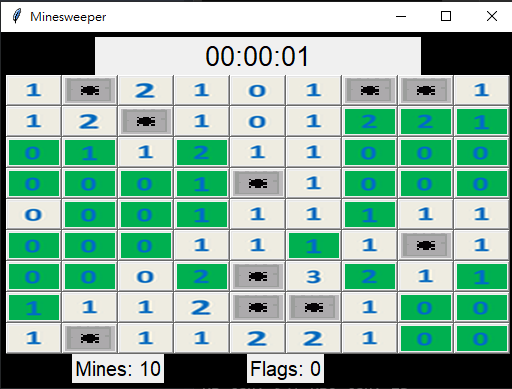 Minesweeper
00:00:01
1 2 1 0 1 1
1 2 1 0 1 2 2 1
0 1 1 2 1 1 0 0 0
0 0 0 1 1 0 0 0
0 0 0 1 1 1 1 1 1
0 0 0 1 1 1 1 1
0 0 0 2 3 2 1 1
1 1 1 2 1 0 0
1 1 1 2 2 1 0 0
Mines: 10 Flags: 0